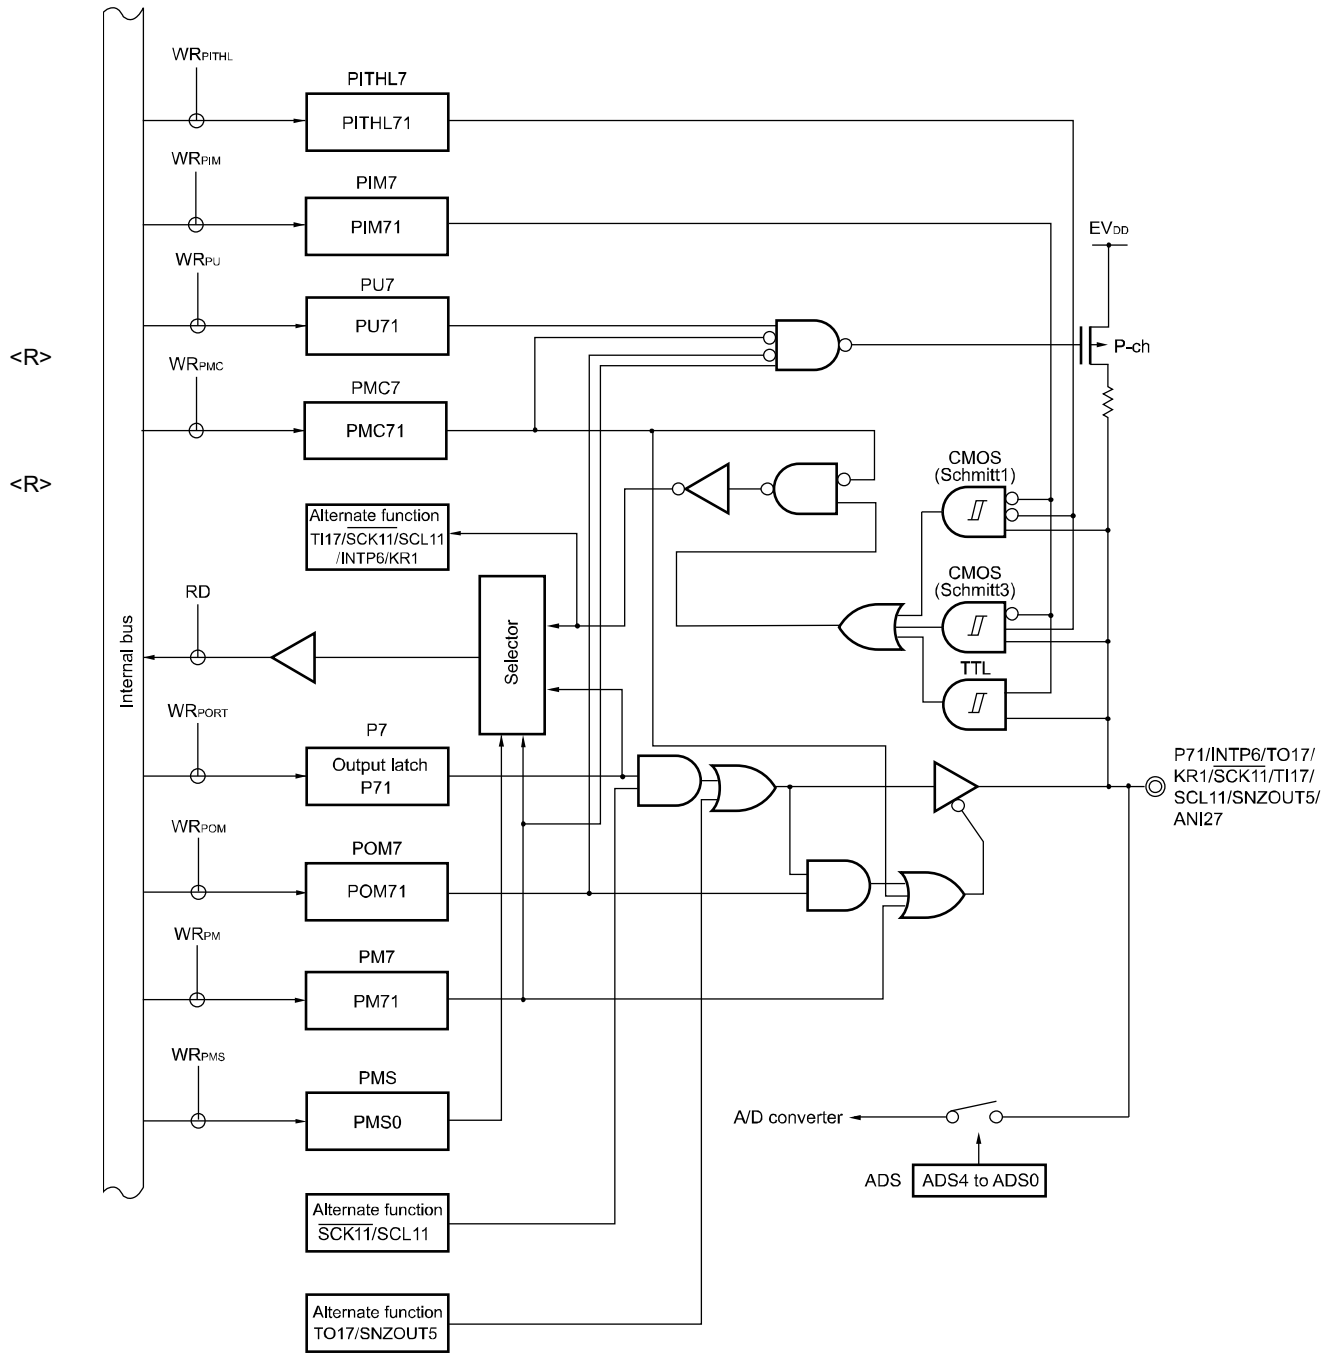 WRPITHL
PITHL7
PITHL71
WRPIM
PIM7
PIM71
EVDD
WRPU
PU7
PU71
<R>
P-ch
WRPMC
PMC7
PMC71
<R>
CMOS
(Schmitt1)
Alternate function
TI17/SCK11/SCL11
/INTP6/KR1
CMOS
(Schmitt3)
RD
Internal bus
Selector
TTL
WRPORT
P7
Output latch
P71
P71/INTP6/TO17/
KR1/SCK11/TI17/
SCL11/SNZOUT5/
ANI27
WRPOM
POM7
POM71
WRPM
PM7
PM71
WRPMS
PMS
PMS0
A/D converter
ADS
ADS4 to ADS0
Alternate function
SCK11/SCL11
Alternate function
TO17/SNZOUT5